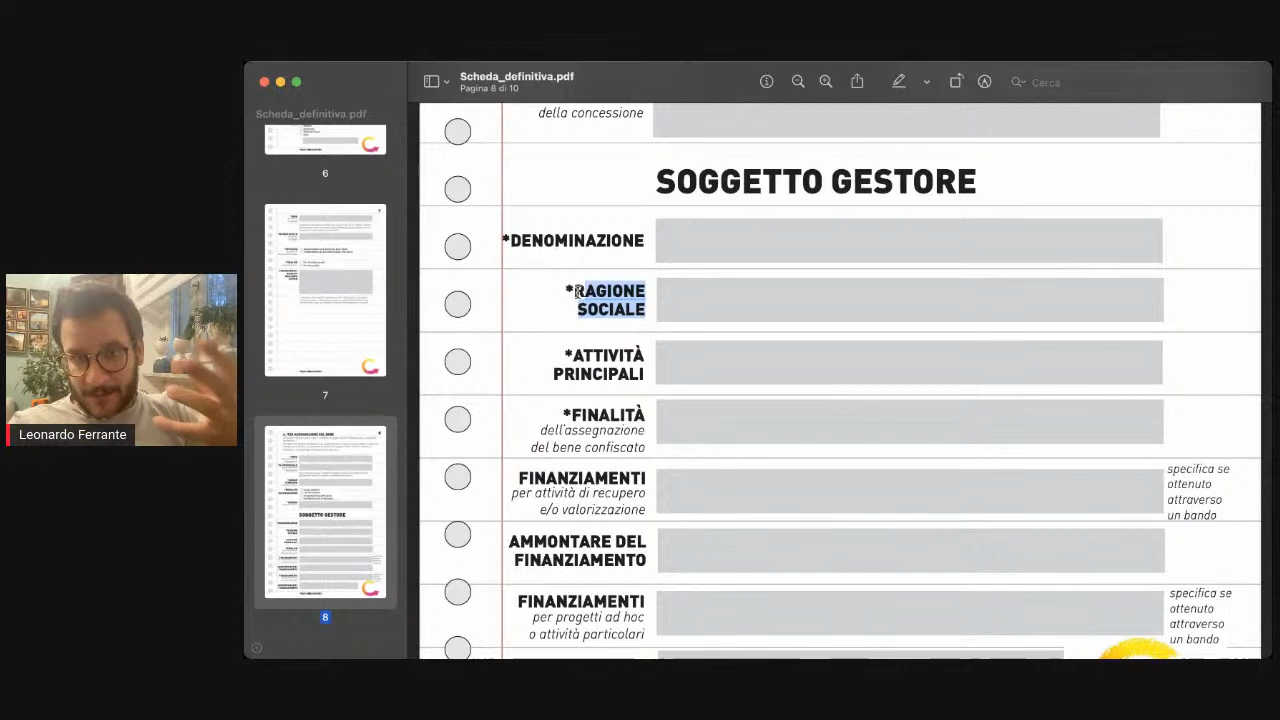 Scheda_definitiva.pdf
Pagina 8 di 10
Cerca
Scheda_definitiva.pdf
6
7
8
SOGGETTO GESTORE
Leonardo Ferrante
della concessione
SOGGETTO GESTORE
*DENOMINAZIONE
*RAGIONE
SOCIALE
*ATTIVITÀ
PRINCIPALI
*FINALITÀ
dell'assegnazione
del bene confiscato
FINANZIAMENTI
per attività di recupero
e/o valorizzazione
specifica se
ottenuto
attraverso
un bando
AMMONTARE DEL
FINANZIAMENTO
FINANZIAMENTI
per progetti ad hoc
o attività particolari
specifica se
ottenuto
attraverso
un bando